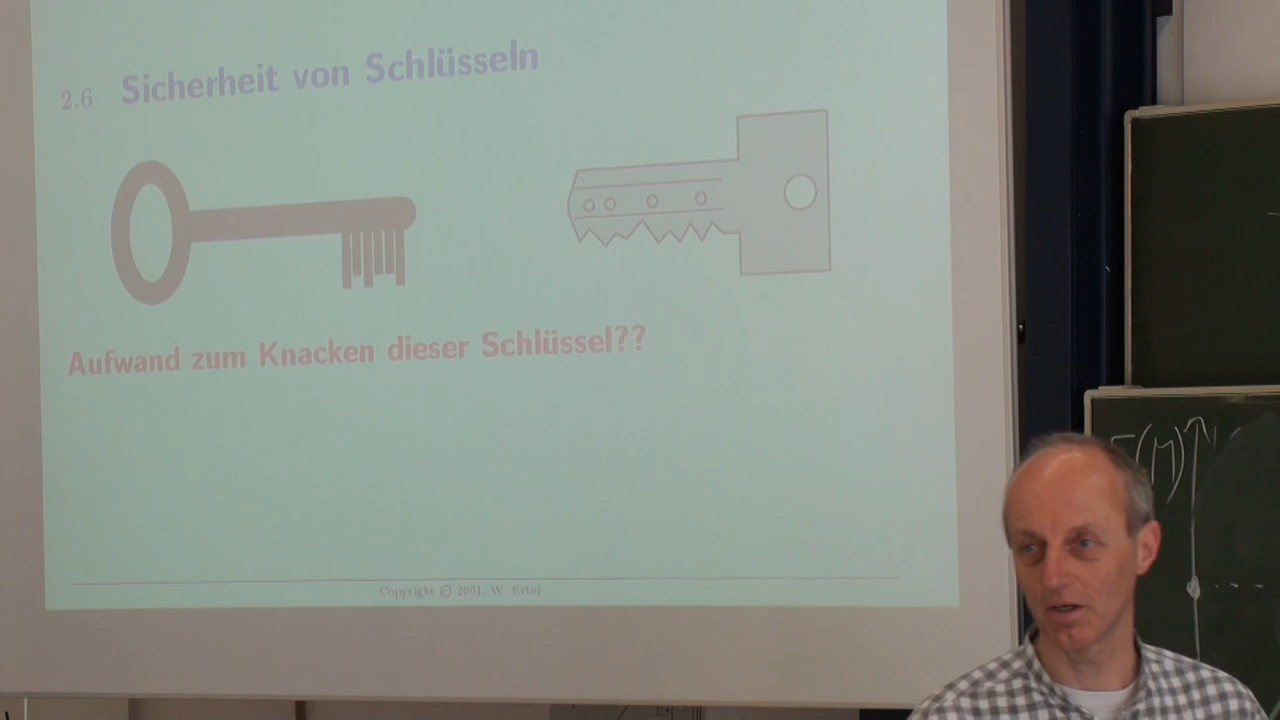 2.6 Sicherheit von Schlüsseln
Aufwand zum Knacken dieser Schlüssel??
Copyright © 2001, W. Ertel
(M)